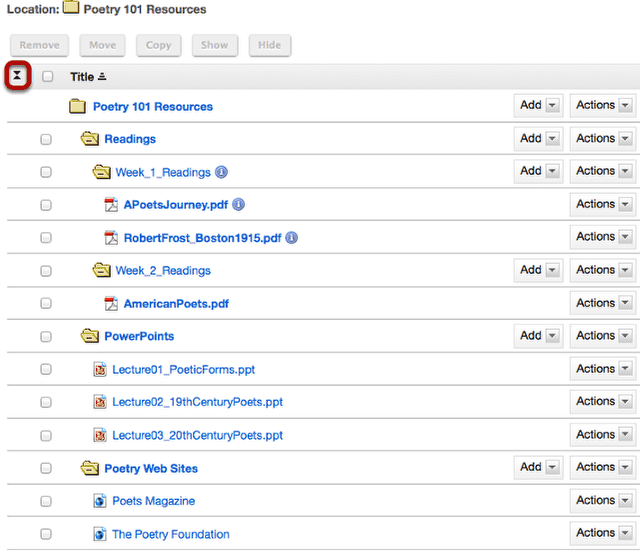 Location: Poetry 101 Resources
Remove Move Copy Show Hide
Title
Poetry 101 Resources Add Actions
Readings Add Actions
Week_1_Readings Add Actions
APoetsJourney.pdf Actions
RobertFrost_Boston1915.pdf Actions
Week_2_Readings Add Actions
AmericanPoets.pdf Actions
PowerPoints Add Actions
Lecture01_PoeticForms.ppt Actions
Lecture02_19thCenturyPoets.ppt Actions
Lecture03_20thCenturyPoets.ppt Actions
Poetry Web Sites Add Actions
Poets Magazine Actions
The Poetry Foundation Actions